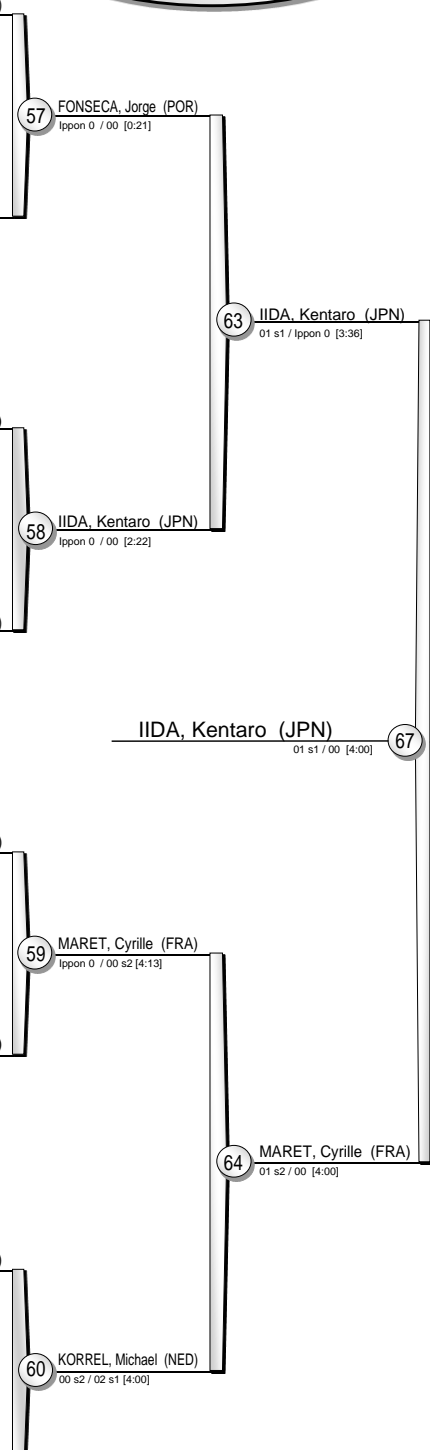 57
FONSECA, Jorge (POR)
Ippon 0 / 00 [0:21]
63
IIDA, Kentaro (JPN)
01 s1 / Ippon 0 [3:36]
58
IIDA, Kentaro (JPN)
Ippon 0 / 00 [2:22]
IIDA, Kentaro (JPN)
01 s1 / 00 [4:00]
67
59
MARET, Cyrille (FRA)
Ippon 0 / 00 s2 [4:13]
64
MARET, Cyrille (FRA)
01 s2 / 00 [4:00]
60
KORREL, Michael (NED)
00 s2 / 02 s1 [4:00]